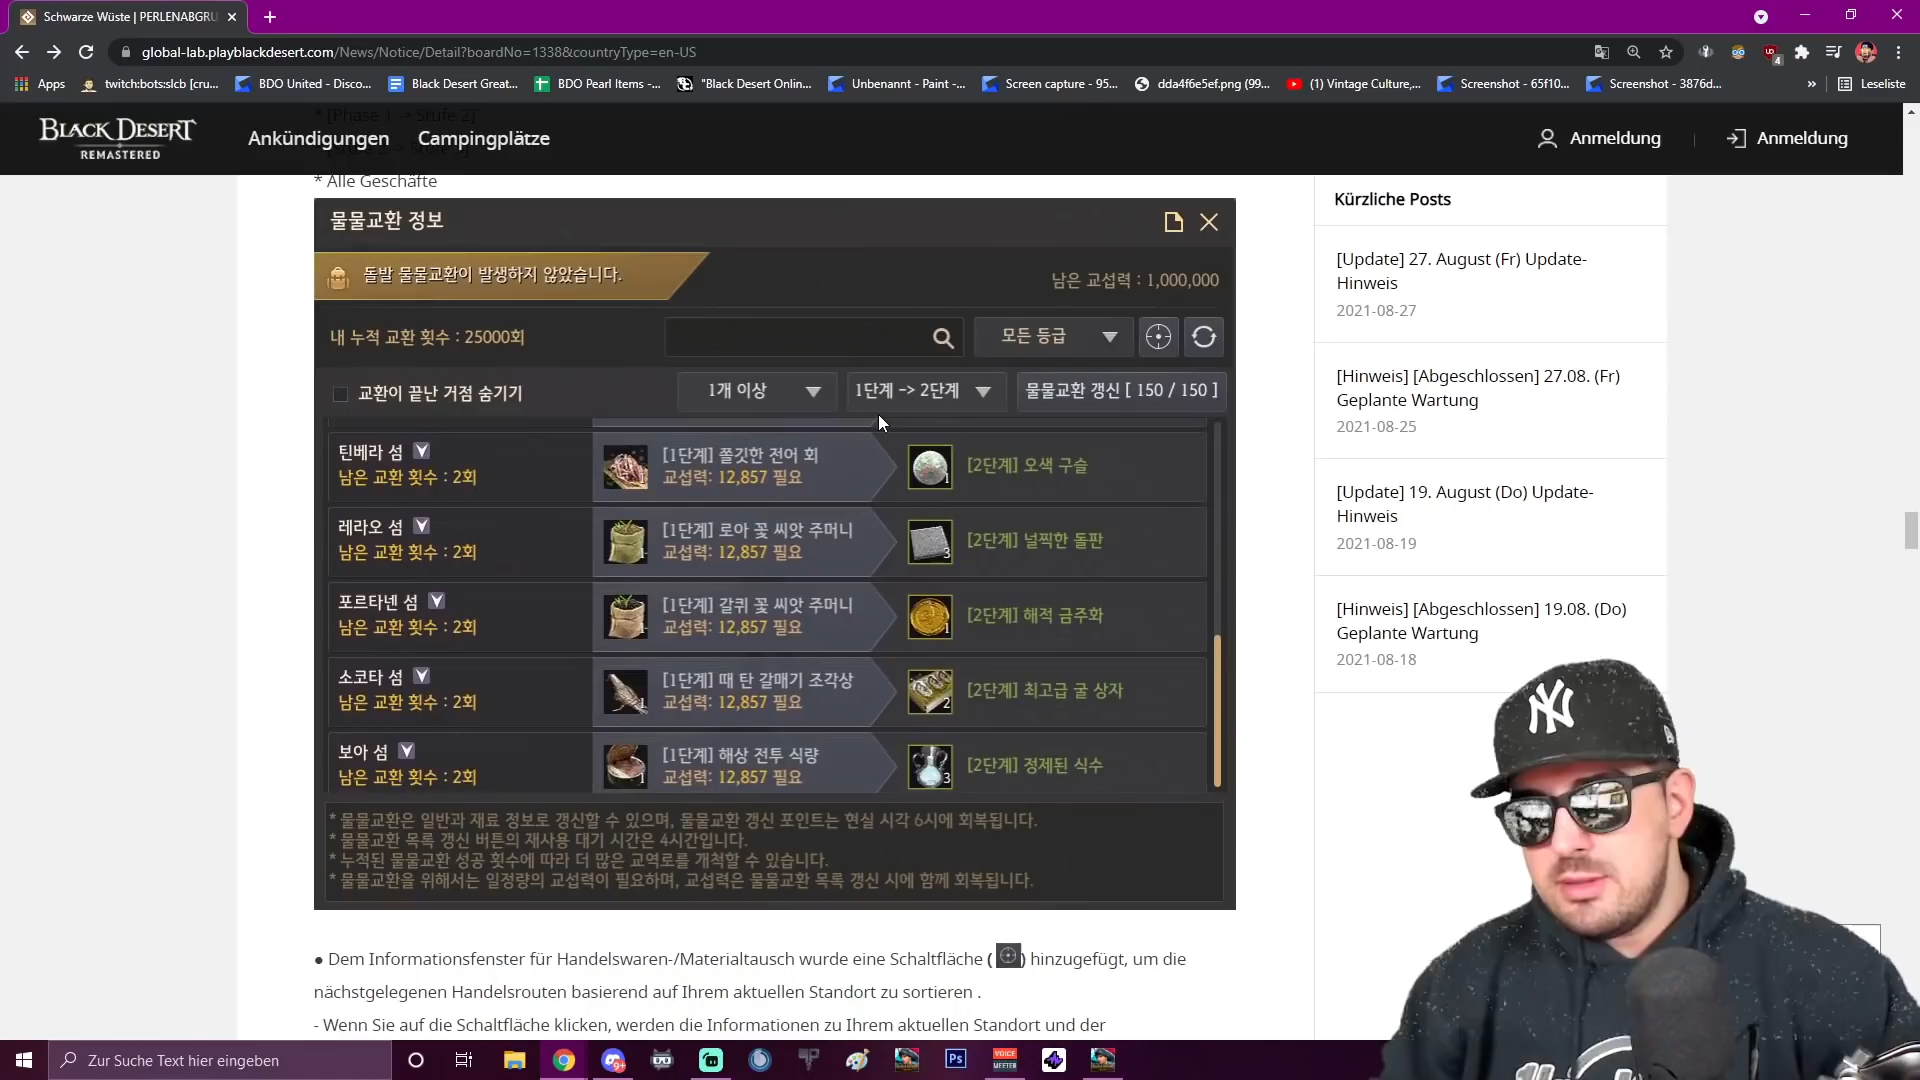 Schwarze Wüste | PERLENABGRU
global-lab.playblackdesert.com/News/Notice/Detail?boardNo=1338&countryType=en-US
Apps
twitch:bots:slcb [cru...
BDO United - Disco...
Black Desert Great...
BDO Pearl Items -...
"Black Desert Onlin...
Unbenannt - Paint -...
Screen capture - 95...
dda4f6e5ef.png (99...
(1) Vintage Culture,...
Screenshot - 65f10...
Screenshot - 3876d...
»
Leseliste
* [Phase 1 -> Stufe 2]
BLACK DESERT
REMASTERED
Ankündigungen
Campingplätze
Anmeldung
Anmeldung
* Alle Geschäfte
물물교환 정보
돌발 물물교환이 발생하지 않았습니다.
남은 교섭력 : 1,000,000
내 누적 교환 횟수 : 25000회
모든 등급
교환이 끝난 거점 숨기기
1개 이상
1단계 -> 2단계
물물교환 갱신 [ 150 / 150 ]
틴베라 섬
남은 교환 횟수 : 2회
[1단계] 쫄깃한 전어 회
교섭력: 12,857 필요
1
[2단계] 오색 구슬
레라오 섬
남은 교환 횟수 : 2회
1
[1단계] 로아 꽃 씨앗 주머니
교섭력: 12,857 필요
3
[2단계] 널찍한 돌판
포르타넨 섬
남은 교환 횟수 : 2회
[1단계] 갈퀴 꽃 씨앗 주머니
교섭력: 12,857 필요
1
[2단계] 해적 금주화
소코타 섬
남은 교환 횟수 : 2회
1
[1단계] 때 탄 갈매기 조각상
교섭력: 12,857 필요
2
[2단계] 최고급 굴 상자
보아 섬
남은 교환 횟수 : 2회
1
[1단계] 해상 전투 식량
교섭력: 12,857 필요
3
[2단계] 정제된 식수
* 물물교환은 일반과 재료 정보로 갱신할 수 있으며, 물물교환 갱신 포인트는 현실 시각 6시에 회복됩니다.
* 물물교환 목록 갱신 버튼의 재사용 대기 시간은 4시간입니다.
* 누적된 물물교환 성공 횟수에 따라 더 많은 교역로를 개척할 수 있습니다.
* 물물교환을 위해서는 일정량의 교섭력이 필요하며, 교섭력은 물물교환 목록 갱신 시에 함께 회복됩니다.
● Dem Informationsfenster für Handelswaren-/Materialtausch wurde eine Schaltfläche ( ) hinzugefügt, um die
nächstgelegenen Handelsrouten basierend auf Ihrem aktuellen Standort zu sortieren .
- Wenn Sie auf die Schaltfläche klicken, werden die Informationen zu Ihrem aktuellen Standort und der
Kürzliche Posts
[Update] 27. August (Fr) Update-
Hinweis
2021-08-27
[Hinweis] [Abgeschlossen] 27.08. (Fr)
Geplante Wartung
2021-08-25
[Update] 19. August (Do) Update-
Hinweis
2021-08-19
[Hinweis] [Abgeschlossen] 19.08. (Do)
Geplante Wartung
2021-08-18
NY
Zur Suche Text hier eingeben
9+
Ps
VOICE
MEETER